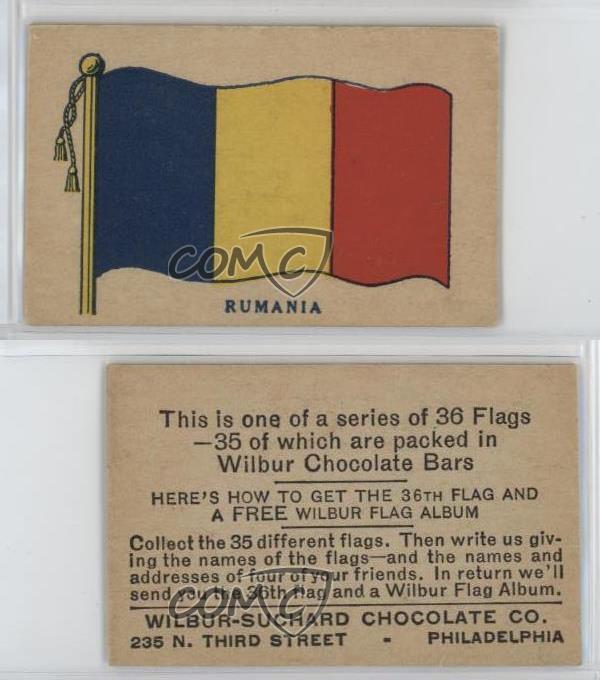 COMC
RUMANIA
This is one of a series of 36 Flags
—35 of which are packed in
Wilbur Chocolate Bars
HERE'S HOW TO GET THE 36TH FLAG AND
A FREE WILBUR FLAG ALBUM
Collect the 35 different flags. Then write us giv-
ing the names of the flags—and the names and
addresses of four of your friends. In return we'll
send you the 36th flag and a Wilbur Flag Album.
COMC
WILBUR-SUCHARD CHOCOLATE CO.
235 N. THIRD STREET - PHILADELPHIA